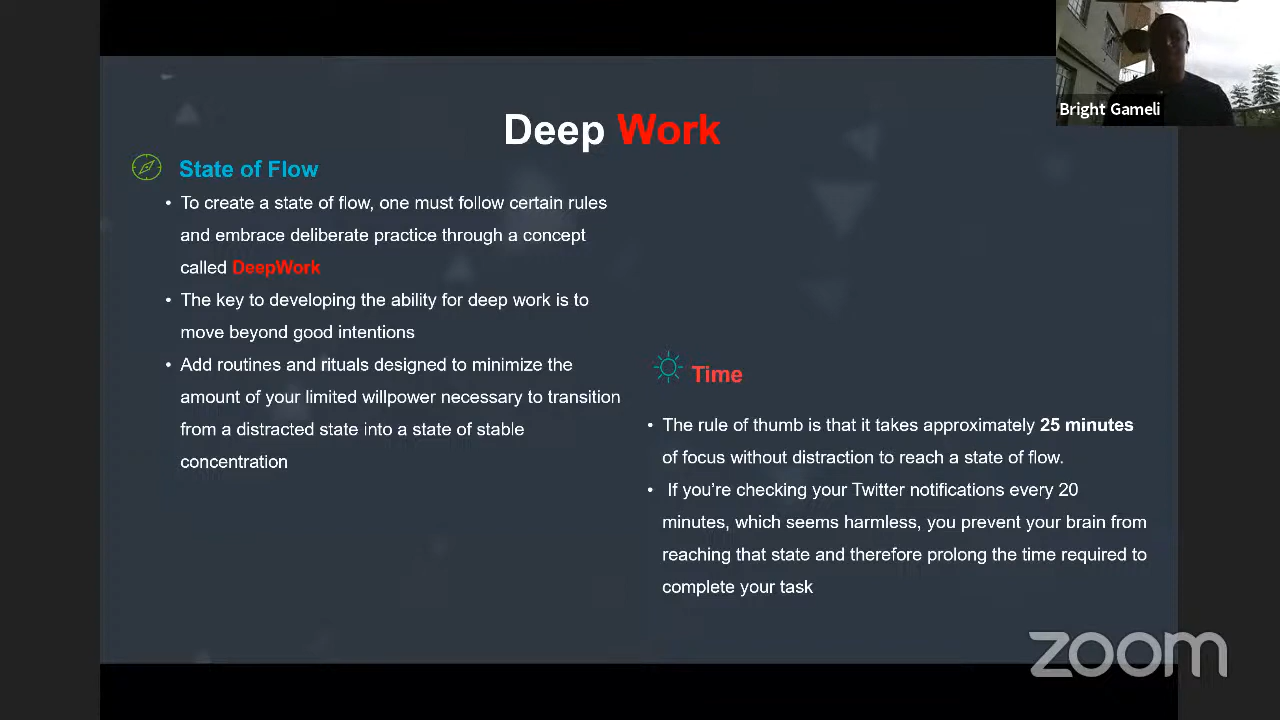 Bright Gameli
Deep Work
State of Flow
• To create a state of flow, one must follow certain rules
and embrace deliberate practice through a concept
called DeepWork
• The key to developing the ability for deep work is to
move beyond good intentions
• Add routines and rituals designed to minimize the
amount of your limited willpower necessary to transition
from a distracted state into a state of stable
concentration
Time
• The rule of thumb is that it takes approximately 25 minutes
of focus without distraction to reach a state of flow.
• If you’re checking your Twitter notifications every 20
minutes, which seems harmless, you prevent your brain from
reaching that state and therefore prolong the time required to
complete your task
zoom